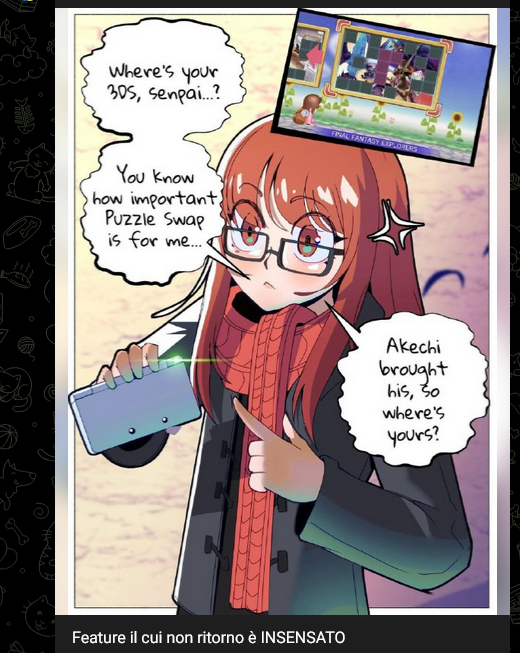 Where's your
3DS, senpai...?
You know
how important
Puzzle Swap
is for me...
FINAL FANTASY EXPLORERS
Akechi
brought
his, so
where's
yours?
Feature il cui non ritorno è INSENSATO